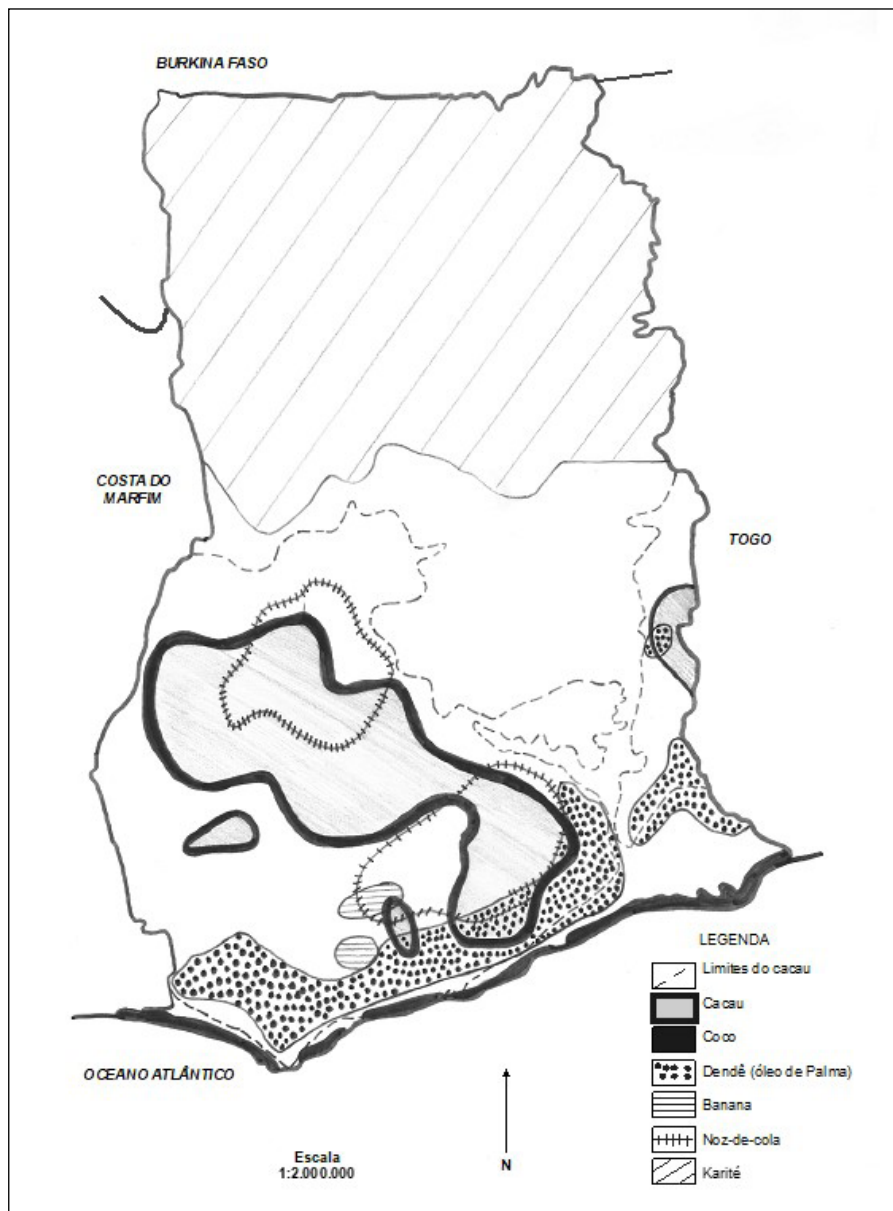 BURKINA FASO
COSTA DO
MARFIM
TOGO
OCEANO ATLÂNTICO
Escala
1:2.000.000
N
LEGENDA
Limites do cacau
Cacau
Coco
Dendê (óleo de Palma)
Banana
Noz-de-cola
Karité